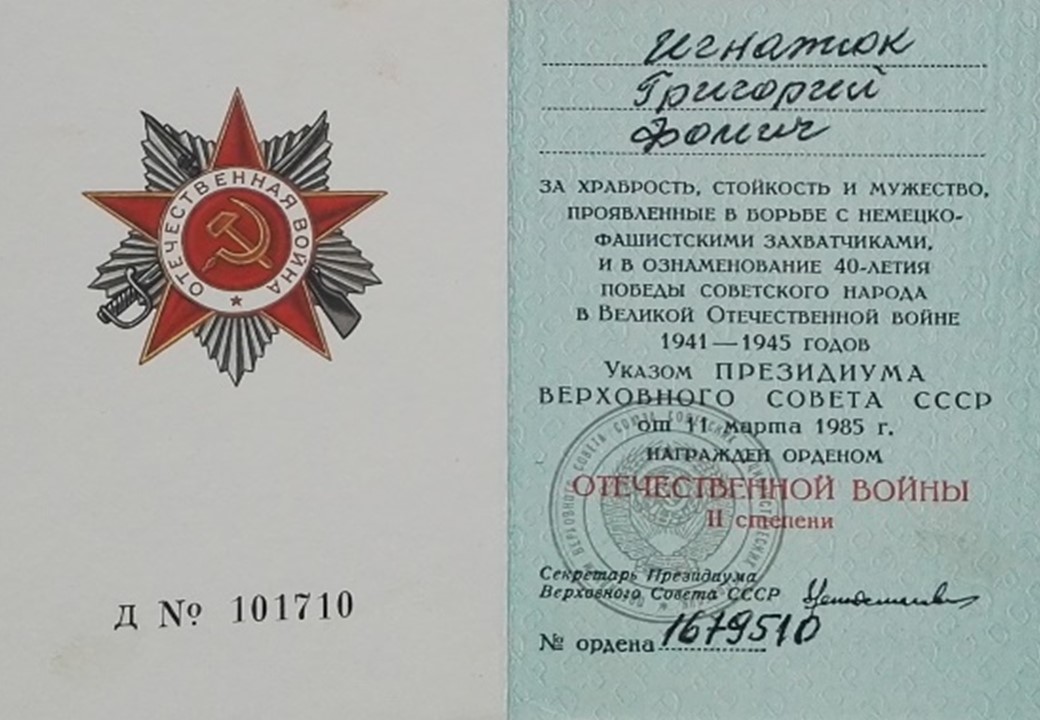 ОТЕЧЕСТВЕННАЯ ВОЙНА
Д № 101710
Игнатюк
Григорий
Фомич
ЗА ХРАБРОСТЬ, СТОЙКОСТЬ И МУЖЕСТВО,
ПРОЯВЛЕННЫЕ В БОРЬБЕ С НЕМЕЦКО-
ФАШИСТСКИМИ ЗАХВАТЧИКАМИ,
И В ОЗНАМЕНОВАНИЕ 40-ЛЕТИЯ
ПОБЕДЫ СОВЕТСКОГО НАРОДА
В ВЕЛИКОЙ ОТЕЧЕСТВЕННОЙ ВОЙНЕ
1941—1945 ГОДОВ
УКАЗОМ ПРЕЗИДИУМА
ВЕРХОВНОГО СОВЕТА СССР
от 11 марта 1985 г.
НАГРАЖДЕН ОРДЕНОМ
ОТЕЧЕСТВЕННОЙ ВОЙНЫ
II степени
Секретарь Президиума
Верховного Совета СССР
№ ордена 1679510